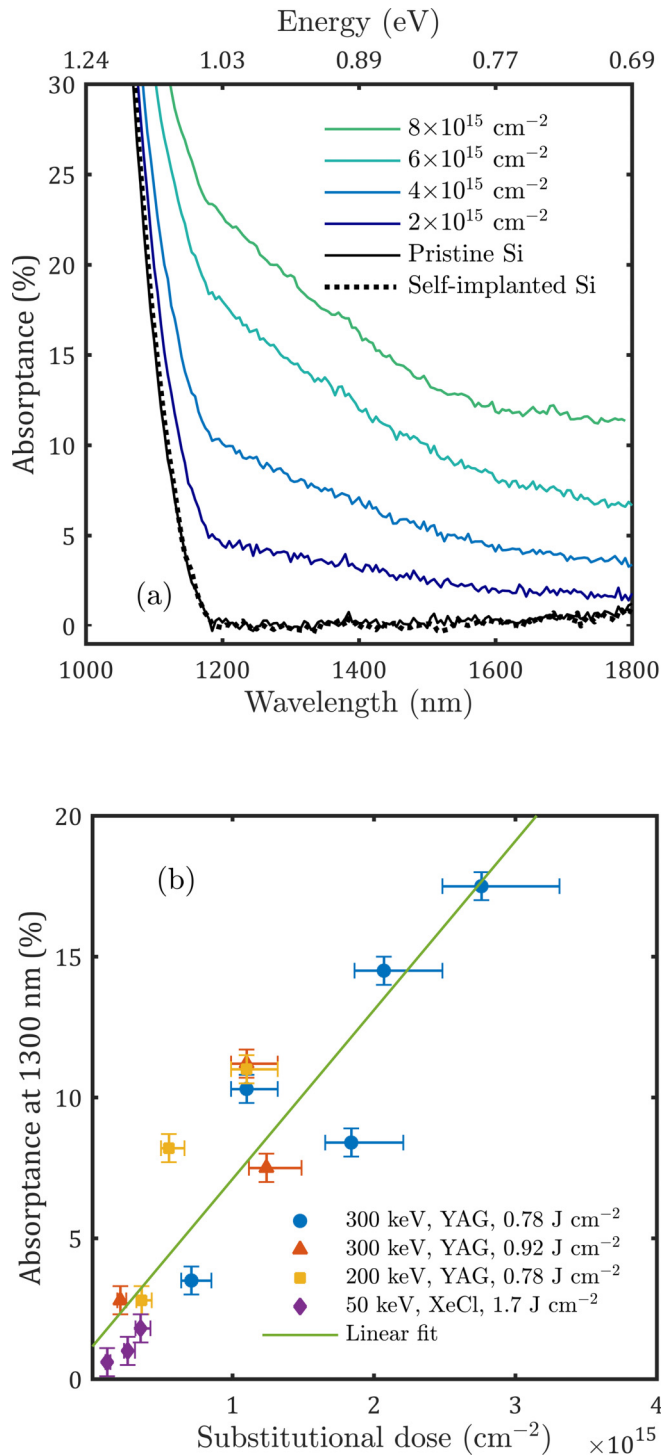 Energy (eV)
1.24 1.03 0.89 0.77 0.69
30
25
20
15
10
5
0
Absorptance (%)
8×10¹⁵ cm⁻²
6×10¹⁵ cm⁻²
4×10¹⁵ cm⁻²
2×10¹⁵ cm⁻²
Pristine Si
Self-implanted Si
(a)
1000 1200 1400 1600 1800
Wavelength (nm)
20
15
10
5
0
Absorptance at 1300 nm (%)
(b)
300 keV, YAG, 0.78 J cm⁻²
300 keV, YAG, 0.92 J cm⁻²
200 keV, YAG, 0.78 J cm⁻²
50 keV, XeCl, 1.7 J cm⁻²
Linear fit
1 2 3 4
Substitutional dose (cm⁻²) ×10¹⁵